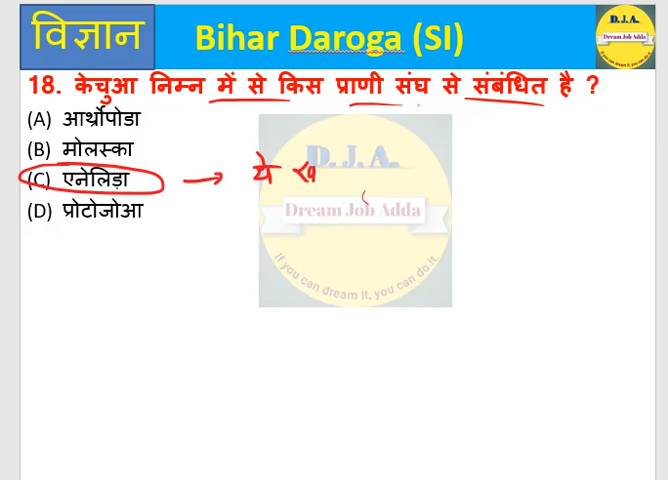 विज्ञान
Bihar Daroga (SI)
D.J.A.
Dream Job Adda
18. केचुआ निम्न में से किस प्राणी संघ से संबंधित है ?
(A) आर्थ्रोपोडा
(B) मोलस्का
(C) एनेलिड़ा
ये ख
(D) प्रोटोजोआ
D.J.A.
Dream Job Adda
If you can dream it, you can do it.